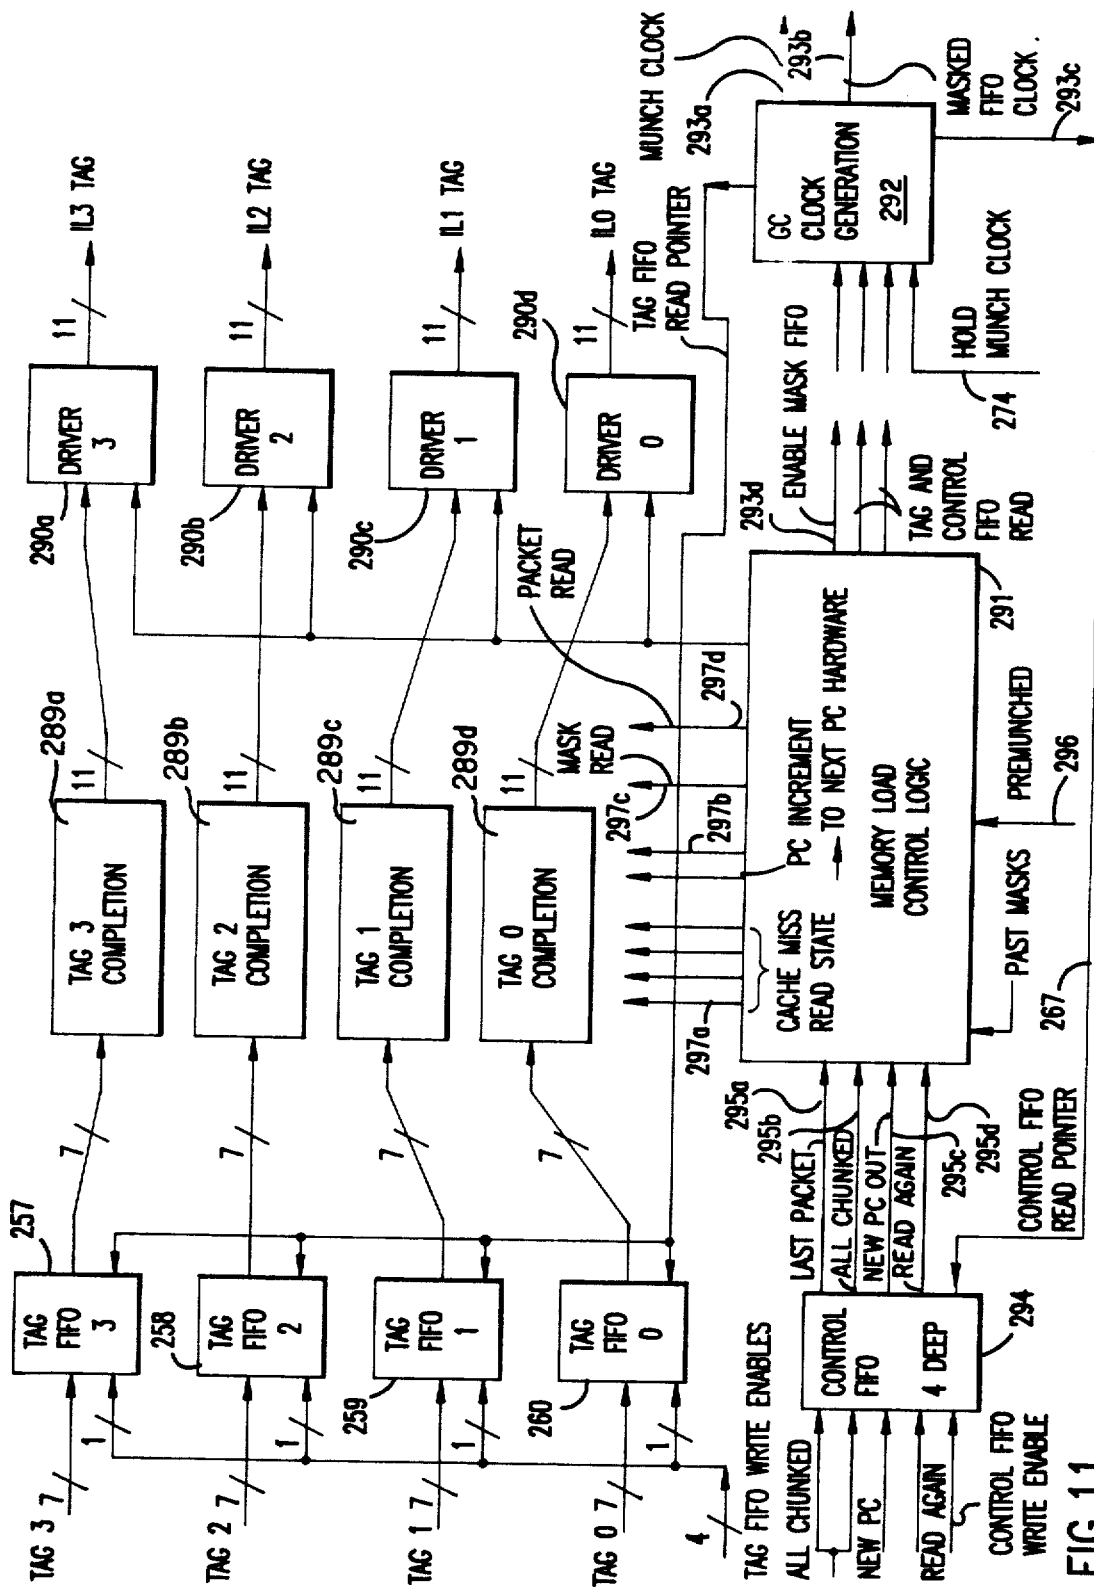 TAG 3
7
1
TAG
FIFO
3
257
7
TAG 3
COMPLETION
289a
11
290a
DRIVER
3
11
IL3 TAG
TAG 2
7
1
258
TAG
FIFO
2
7
TAG 2
COMPLETION
289b
11
290b
DRIVER
2
11
IL2 TAG
TAG 1
7
1
259
TAG
FIFO
1
7
TAG 1
COMPLETION
289c
11
290c
DRIVER
1
11
IL1 TAG
TAG 0
7
1
260
TAG
FIFO
0
7
TAG 0
COMPLETION
289d
11
290d
DRIVER
0
11
IL0 TAG
4
TAG FIFO WRITE ENABLES
PACKET
READ
MASK
READ
297a
297b
297c
297d
TAG FIFO
READ POINTER
MUNCH CLOCK
293a
293b
ALL CHUNKED
NEW PC
READ AGAIN
CONTROL FIFO
WRITE ENABLE
CONTROL
FIFO
4 DEEP
294
LAST PACKET
295a
295b
ALL CHUNKED
NEW PC OUT
READ AGAIN
295c
295d
CONTROL FIFO
READ POINTER
267
CACHE MISS
READ STATE
PC INCREMENT
TO NEXT PC HARDWARE
MEMORY LOAD
CONTROL LOGIC
291
PAST MASKS
PREMUNCHED
296
293d
ENABLE MASK FIFO
TAG AND
CONTROL
FIFO
READ
GC
CLOCK
GENERATION
292
HOLD
MUNCH CLOCK
274
MASKED
FIFO
CLOCK.
293c
FIG. 11